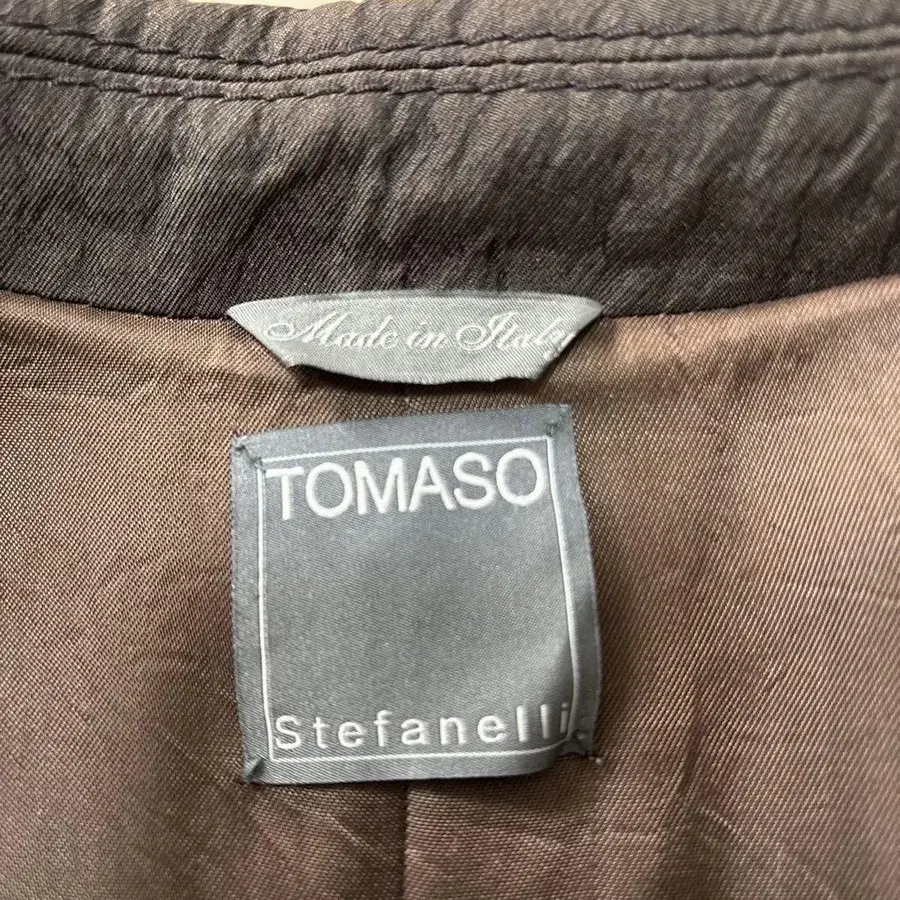 Made in Italy
TOMASO
Stefanelli